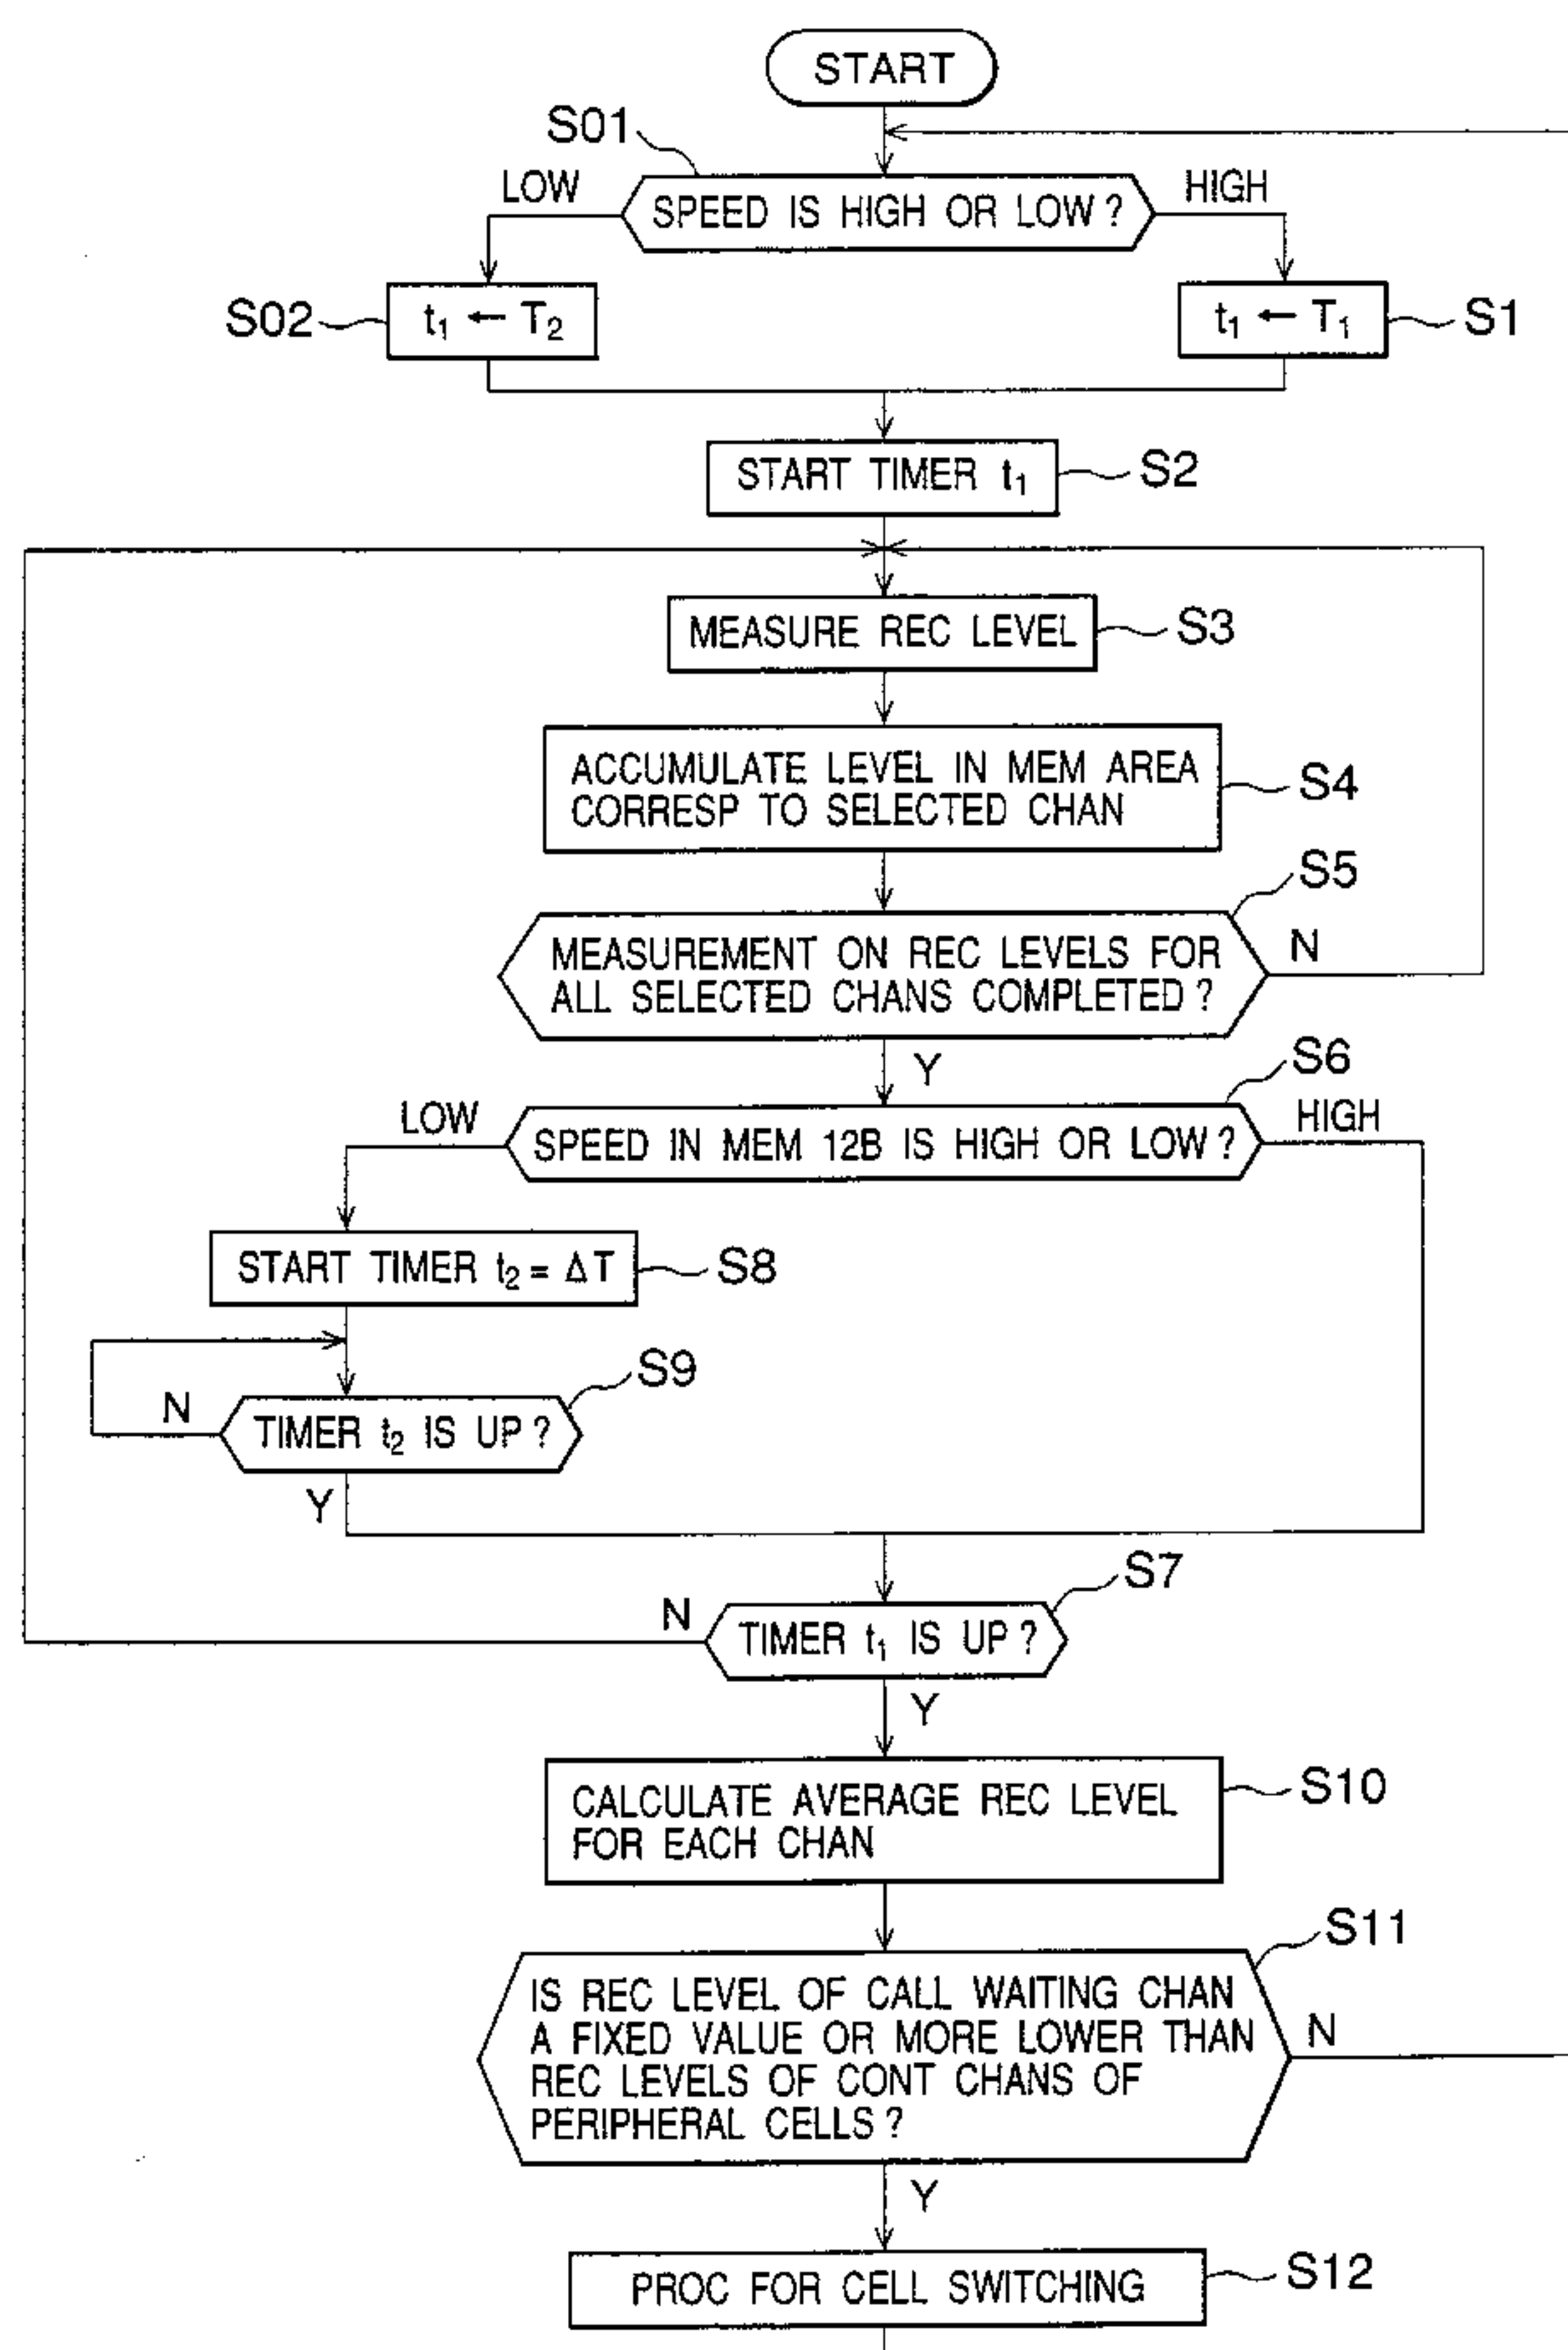 START
S01
LOW
HIGH
SPEED IS HIGH OR LOW ?
S02
t₁ ← T₂
t₁ ← T₁
S1
START TIMER t₁
S2
MEASURE REC LEVEL
S3
ACCUMULATE LEVEL IN MEM AREA
CORRESP TO SELECTED CHAN
S4
S5
MEASUREMENT ON REC LEVELS FOR
ALL SELECTED CHANS COMPLETED ?
N
Y
S6
LOW
HIGH
SPEED IN MEM 12B IS HIGH OR LOW ?
START TIMER t₂ = ΔT
S8
S9
N
TIMER t₂ IS UP ?
Y
S7
N
TIMER t₁ IS UP ?
Y
CALCULATE AVERAGE REC LEVEL
FOR EACH CHAN
S10
S11
IS REC LEVEL OF CALL WAITING CHAN
A FIXED VALUE OR MORE LOWER THAN
REC LEVELS OF CONT CHANS OF
PERIPHERAL CELLS ?
N
Y
PROC FOR CELL SWITCHING
S12